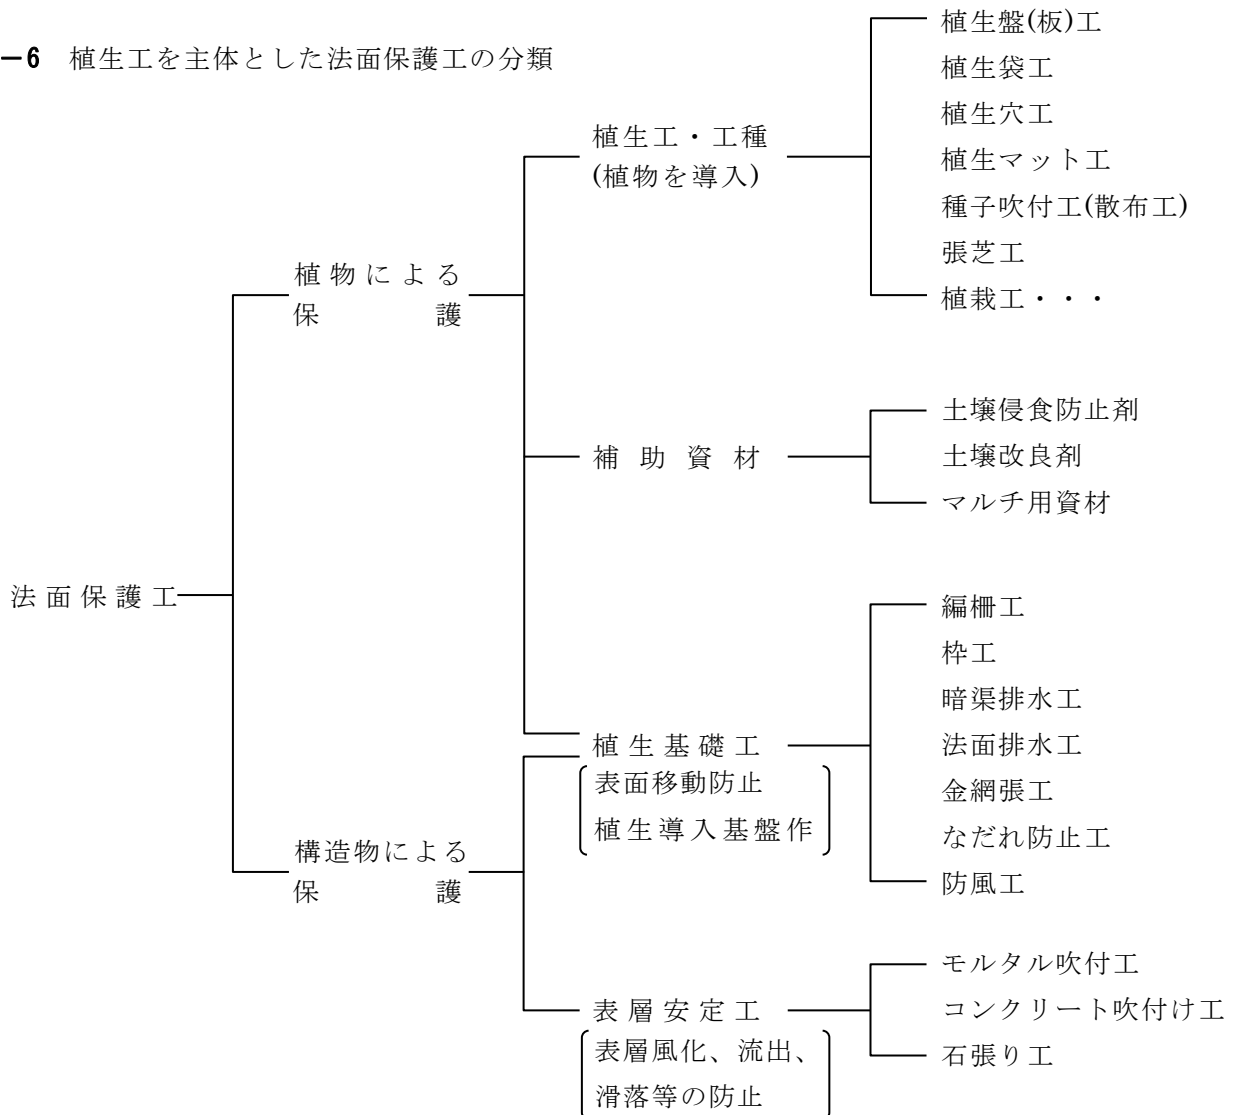 －6 植生工を主体とした法面保護工の分類
法面保護工
植物による
保護
構造物による
保護
植生工・工種
(植物を導入)
補助資材
植生基礎工
表面移動防止
植生導入基盤作
表層安定工
表層風化、流出、
滑落等の防止
植生盤(板)工
植生袋工
植生穴工
植生マット工
種子吹付工(散布工)
張芝工
植栽工・・・
土壌侵食防止剤
土壌改良剤
マルチ用資材
編柵工
枠工
暗渠排水工
法面排水工
金網張工
なだれ防止工
防風工
モルタル吹付工
コンクリート吹付け工
石張り工